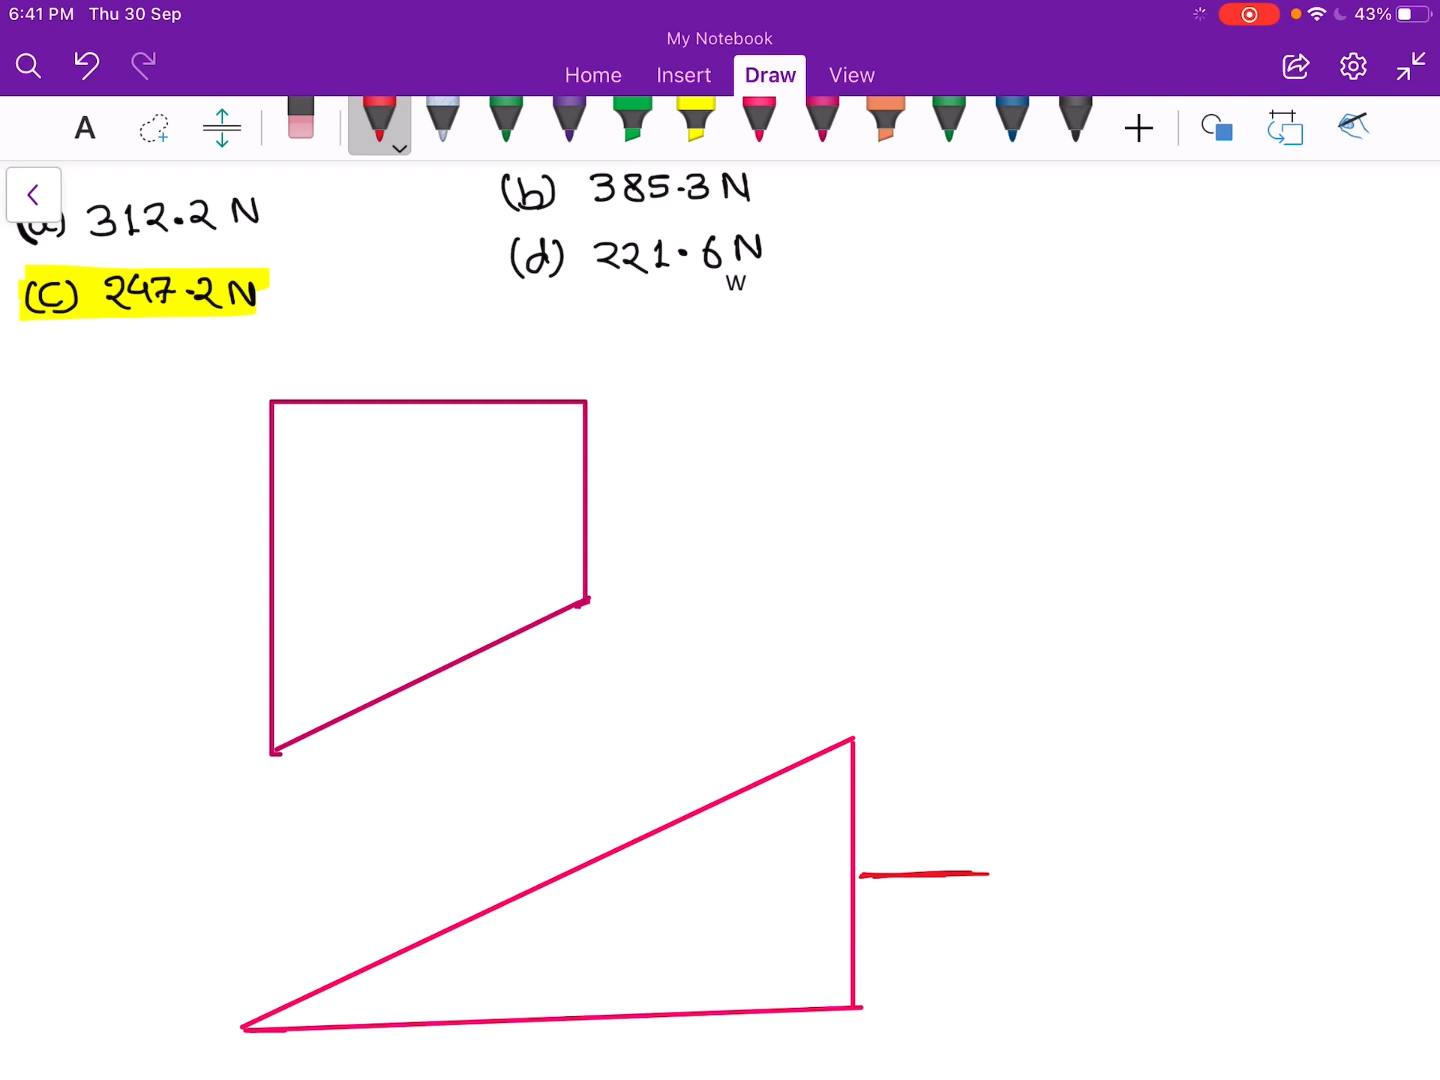 6:41 PM Thu 30 Sep
43%
My Notebook
Home Insert Draw View
A
(a) 312.2 N
(b) 385.3 N
(c) 247.2 N
(d) 221.6 N
W